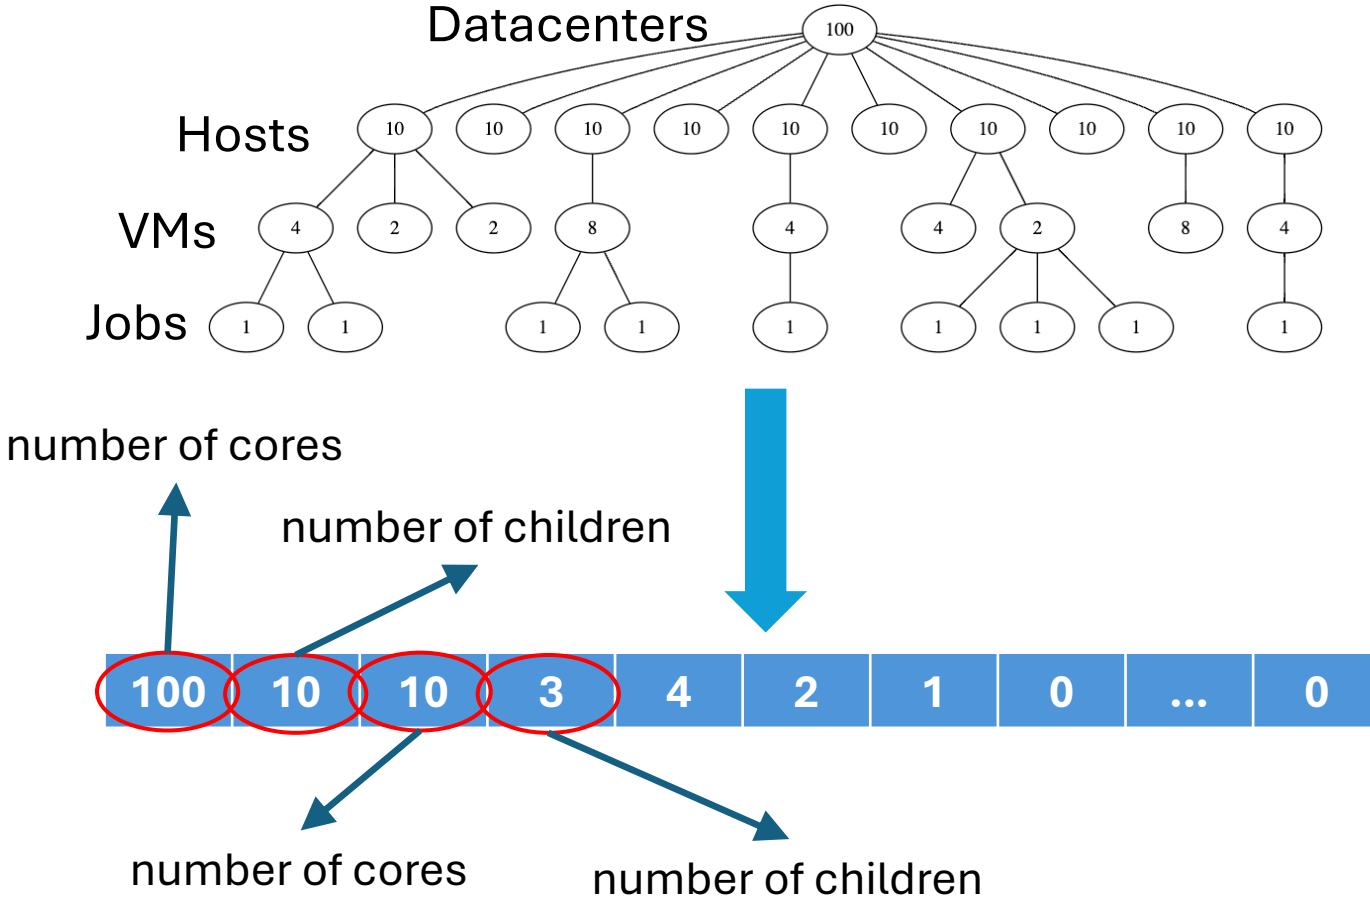 Datacenters 100
Hosts 10 10 10 10 10 10 10 10 10 10
VMs 4 2 2 8 4 4 2 8 4
Jobs 1 1 1 1 1 1 1 1 1
number of cores
number of children
100 10 10 3 4 2 1 0 ... 0
number of cores
number of children